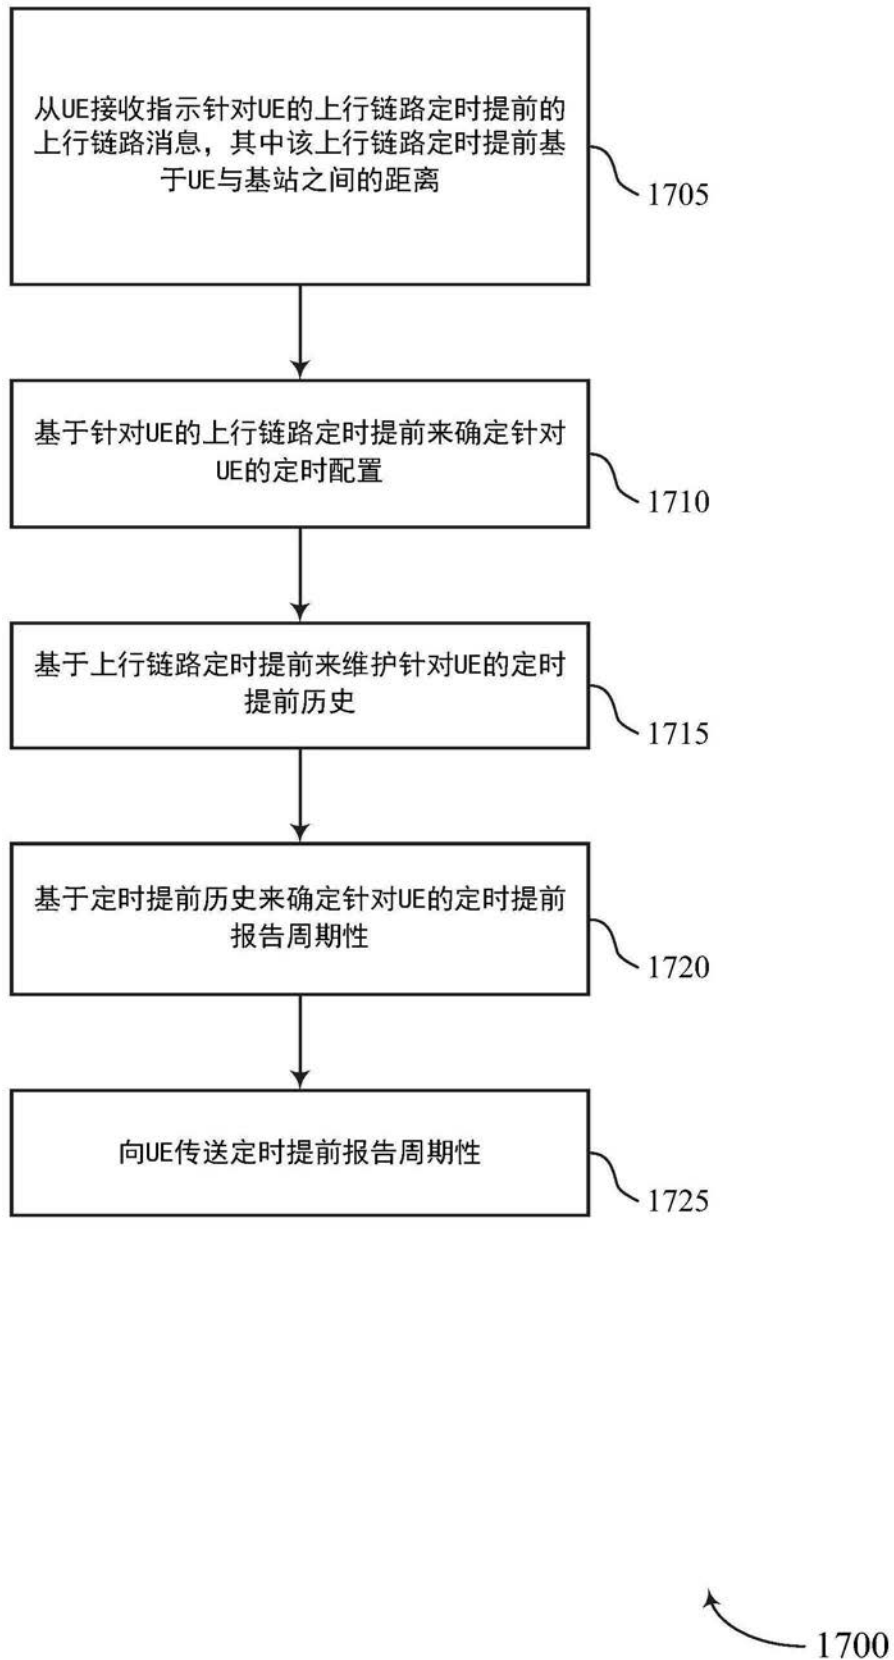 从UE接收指示针对UE的上行链路定时提前的
上行链路消息，其中该上行链路定时提前基
于UE与基站之间的距离
1705
基于针对UE的上行链路定时提前来确定针对
UE的定时配置
1710
基于上行链路定时提前来维护针对UE的定时
提前历史
1715
基于定时提前历史来确定针对UE的定时提前
报告周期性
1720
向UE传送定时提前报告周期性
1725
1700